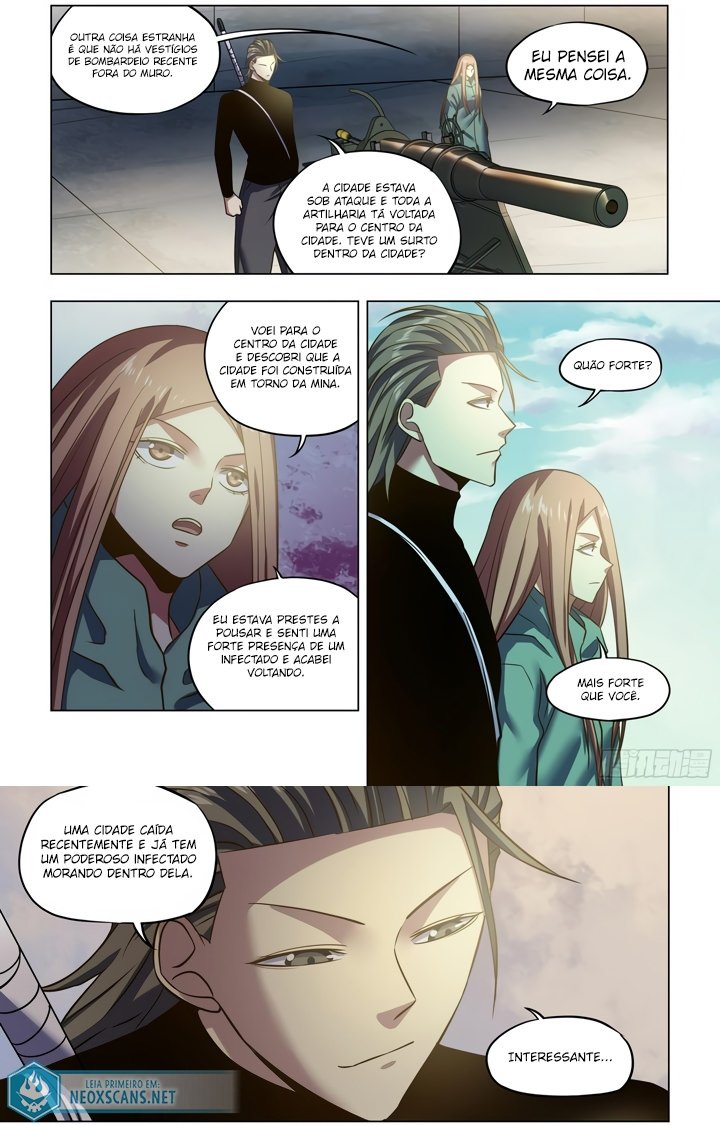 OUTRA COISA ESTRANHA
É QUE NÃO HÁ VESTÍGIOS
DE BOMBARDEIO RECENTE
FORA DO MURO.
EU PENSEI A
MESMA COISA.
A CIDADE ESTAVA
SOB ATAQUE E TODA A
ARTILHARIA TÁ VOLTADA
PARA O CENTRO DA
CIDADE. TEVE UM SURTO
DENTRO DA CIDADE?
VOEI PARA O
CENTRO DA CIDADE
E DESCOBRI QUE A
CIDADE FOI CONSTRUÍDA
EM TORNO DA MINA.
EU ESTAVA PRESTES A
POUSAR E SENTI UMA
FORTE PRESENÇA DE UM
INFECTADO E ACABEI
VOLTANDO.
QUÃO FORTE?
MAIS FORTE
QUE VOCÊ.
UMA CIDADE CAÍDA
RECENTEMENTE E JÁ TEM
UM PODEROSO INFECTADO
MORANDO DENTRO DELA.
INTERESSANTE...
LEIA PRIMEIRO EM:
NEOXSCANS.NET